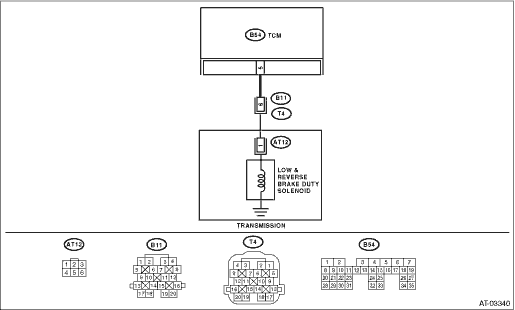 B54 TCM
5
6
B11
T4
1
AT12
LOW &
REVERSE
BRAKE DUTY
SOLENOID
TRANSMISSION
AT12
B11
T4
B54
1 2 3
4 5 6
1 2 3 4
5 6 7 8
9 10 11 12
13 14 15 16
17 18 19 20
4 3 2 1
8 7 6 5
12 11 10 9
16 15 14 13
20 19 18 17
1 2 3 4 5 6 7
8 9 10 11 12 13 14 15 16 17 18 19
20 21 22 23 24 25 26 27
28 29 30 31 32 33 34 35
AT-03340